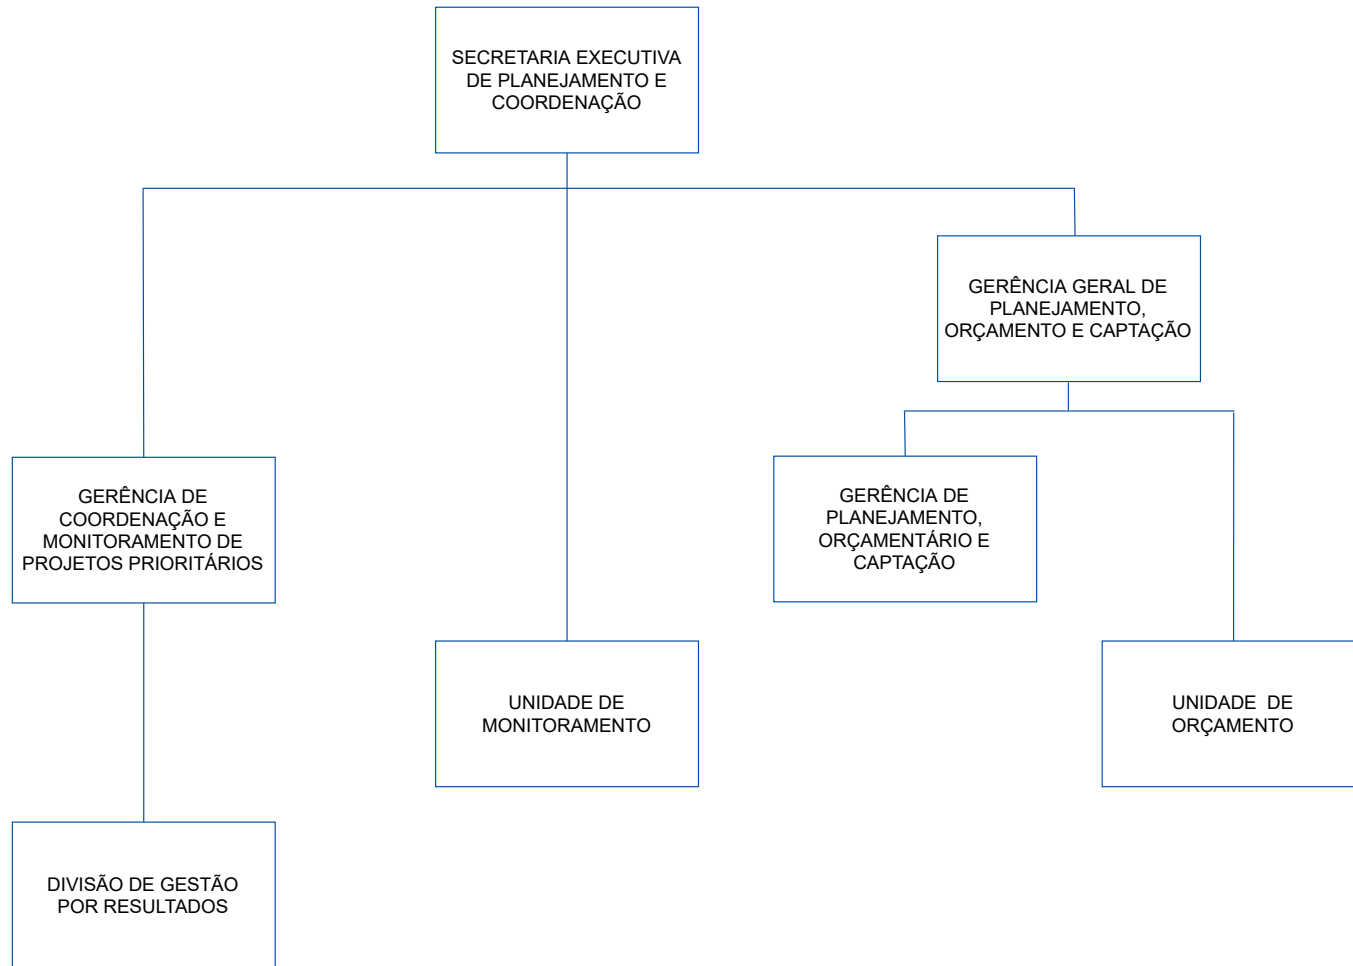 SECRETARIA EXECUTIVA
DE PLANEJAMENTO E
COORDENAÇÃO
GERÊNCIA GERAL DE
PLANEJAMENTO,
ORÇAMENTO E CAPTAÇÃO
GERÊNCIA DE
COORDENAÇÃO E
MONITORAMENTO DE
PROJETOS PRIORITÁRIOS
GERÊNCIA DE
PLANEJAMENTO,
ORÇAMENTÁRIO E
CAPTAÇÃO
UNIDADE DE
MONITORAMENTO
UNIDADE DE
ORÇAMENTO
DIVISÃO DE GESTÃO
POR RESULTADOS